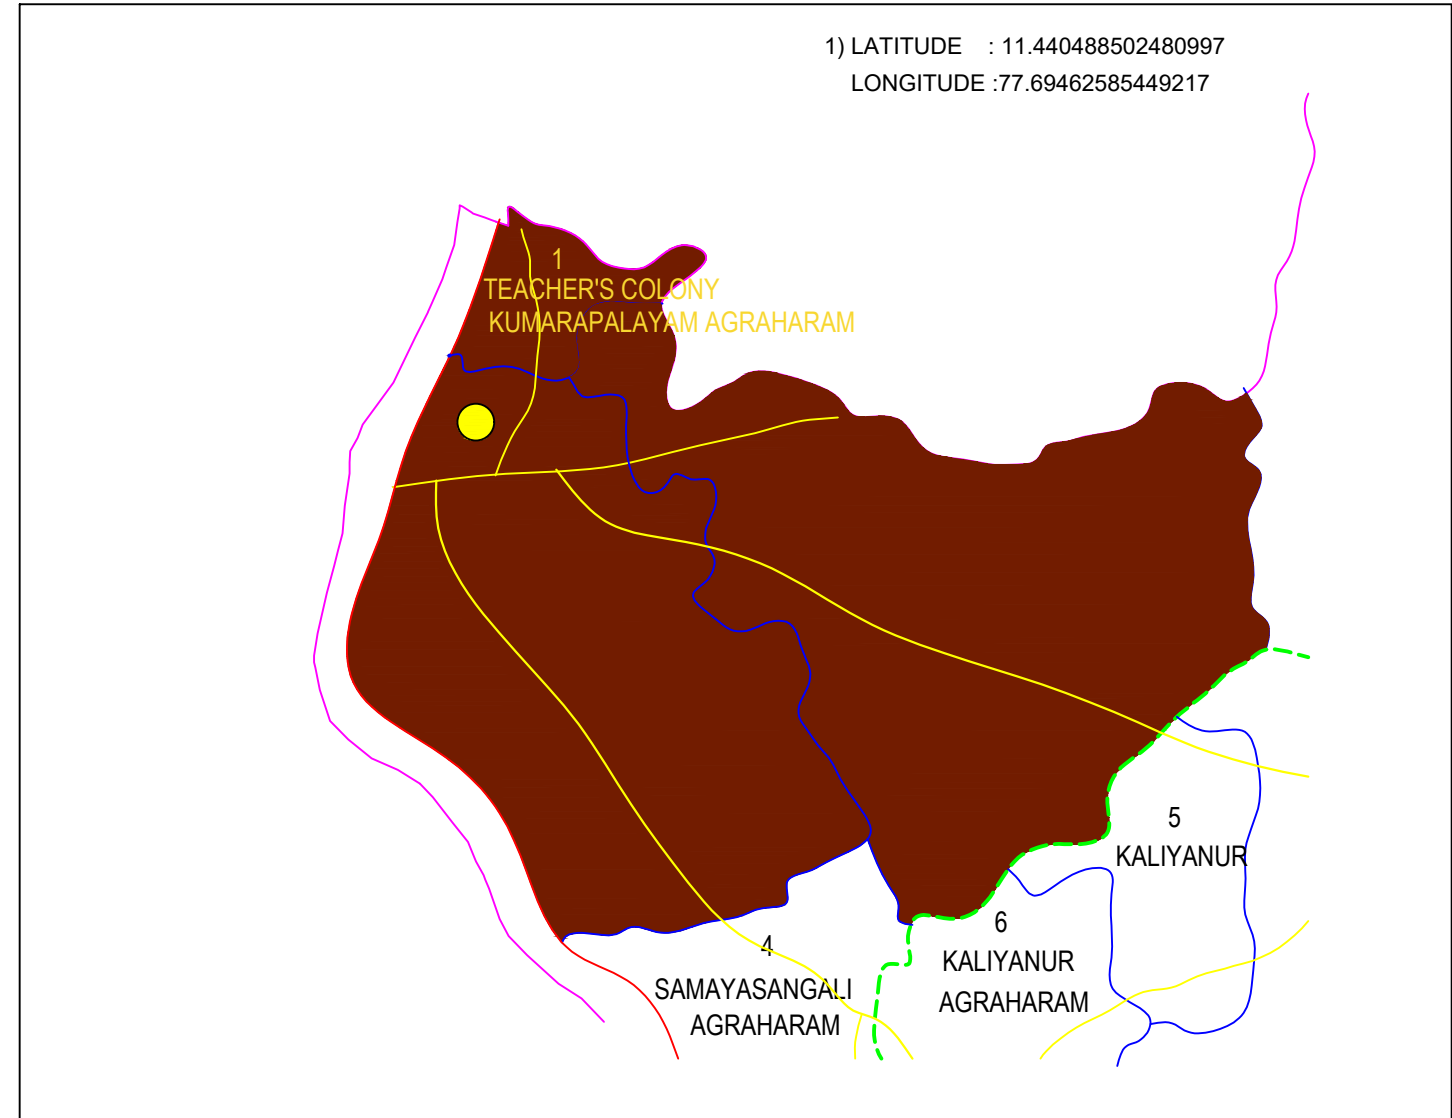 1) LATITUDE : 11.440488502480997
LONGITUDE :77.69462585449217
1
TEACHER'S COLONY
KUMARAPALAYAM AGRAHARAM
5
KALIYANUR
6
KALIYANUR
AGRAHARAM
4
SAMAYASANGALI
AGRAHARAM